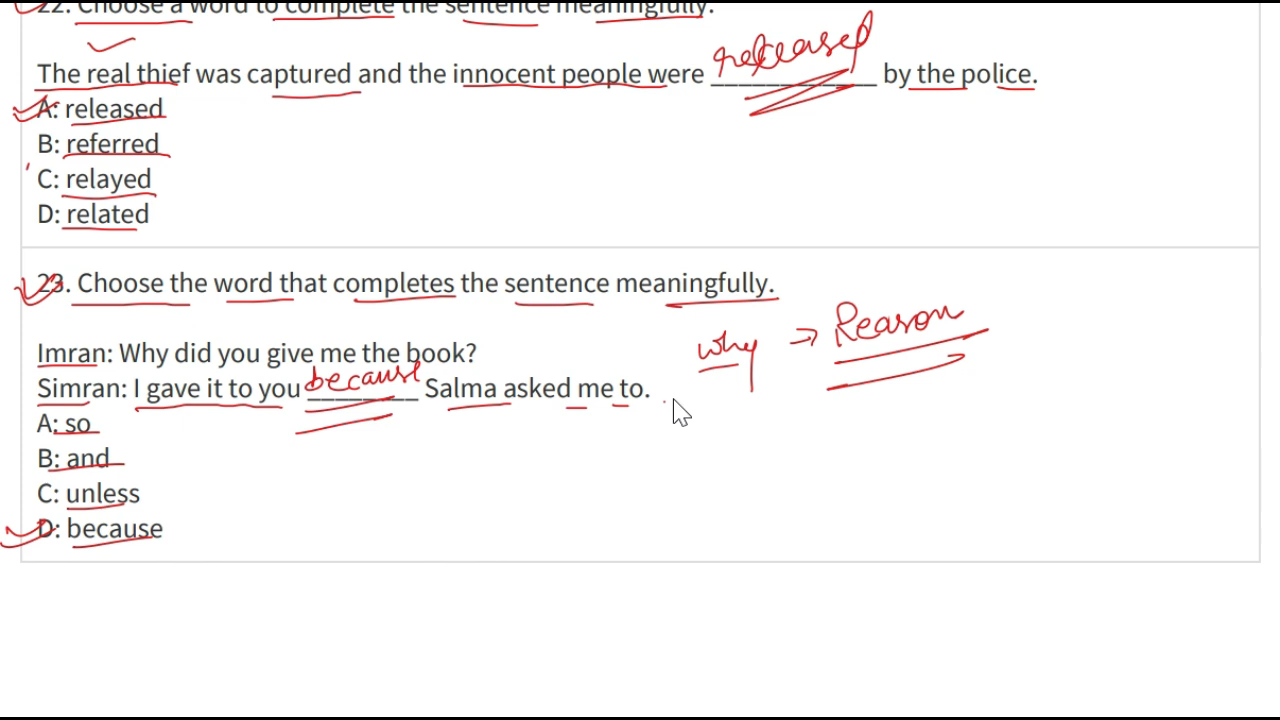 22. Choose a word to complete the sentence meaningfully.
The real thief was captured and the innocent people were released by the police.
A: released
B: referred
C: relayed
D: related
23. Choose the word that completes the sentence meaningfully.
Imran: Why did you give me the book?
why → Reason
Simran: I gave it to you because Salma asked me to.
A: so
B: and
C: unless
D: because